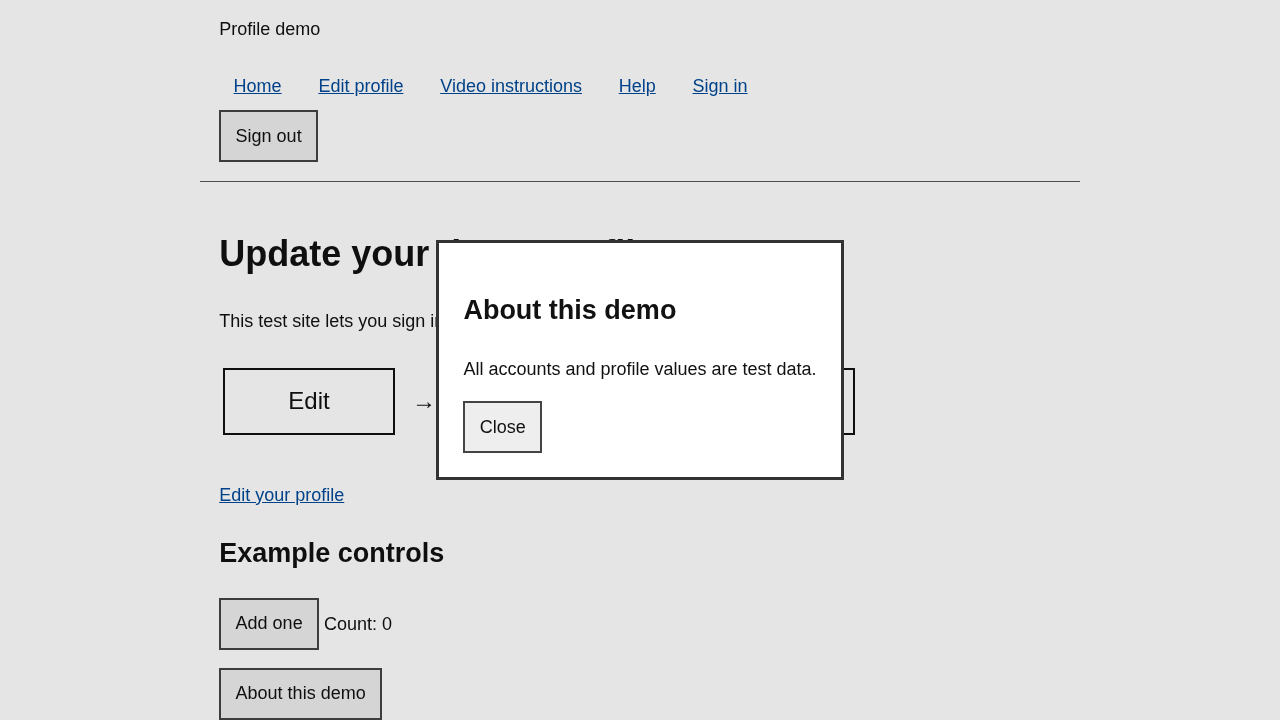 Profile demo
Home Edit profile Video instructions Help Sign in
Sign out
Update your
About this demo
This test site lets you sign
All accounts and profile values are test data.
Edit →
Close
Edit your profile
Example controls
Add one Count: 0
About this demo